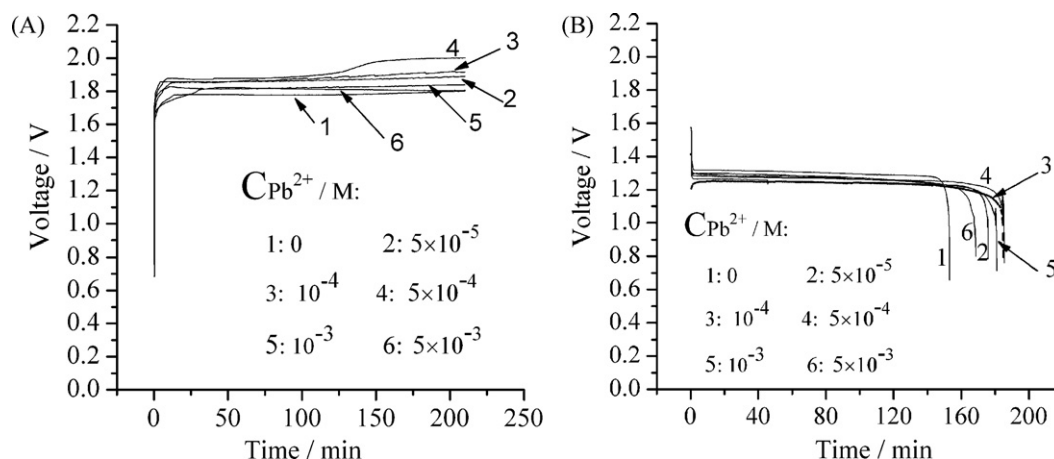 (A)
Voltage / V
2.2
2.0
1.8
1.6
1.4
1.2
1.0
0.8
0.6
0.4
0.2
0.0
4
3
2
5
6
1
CPb²⁺ / M:
1: 0 2: 5×10⁻⁵
3: 10⁻⁴ 4: 5×10⁻⁴
5: 10⁻³ 6: 5×10⁻³
0 50 100 150 200 250
Time / min
(B)
Voltage / V
2.2
2.0
1.8
1.6
1.4
1.2
1.0
0.8
0.6
0.4
0.2
0.0
4
3
6
1
2
5
CPb²⁺ / M:
1: 0 2: 5×10⁻⁵
3: 10⁻⁴ 4: 5×10⁻⁴
5: 10⁻³ 6: 5×10⁻³
0 40 80 120 160 200
Time / min